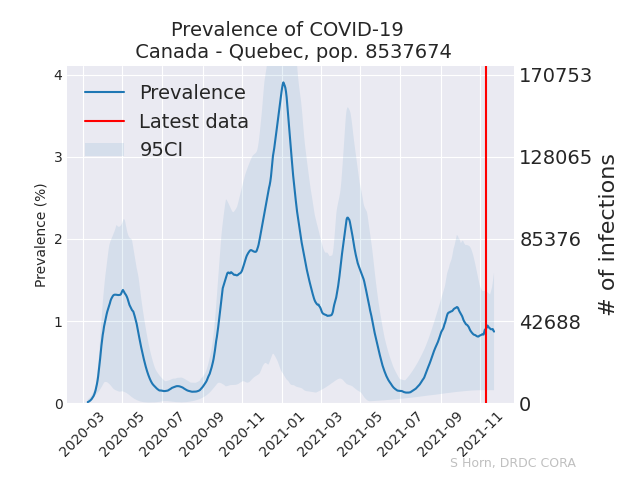 Prevalence of COVID-19
Canada - Quebec, pop. 8537674
Prevalence
Latest data
95CI
Prevalence (%)
4
3
2
1
0
170753
128065
85376
42688
0
# of infections
2020-03
2020-05
2020-07
2020-09
2020-11
2021-01
2021-03
2021-05
2021-07
2021-09
2021-11
S Horn, DRDC CORA